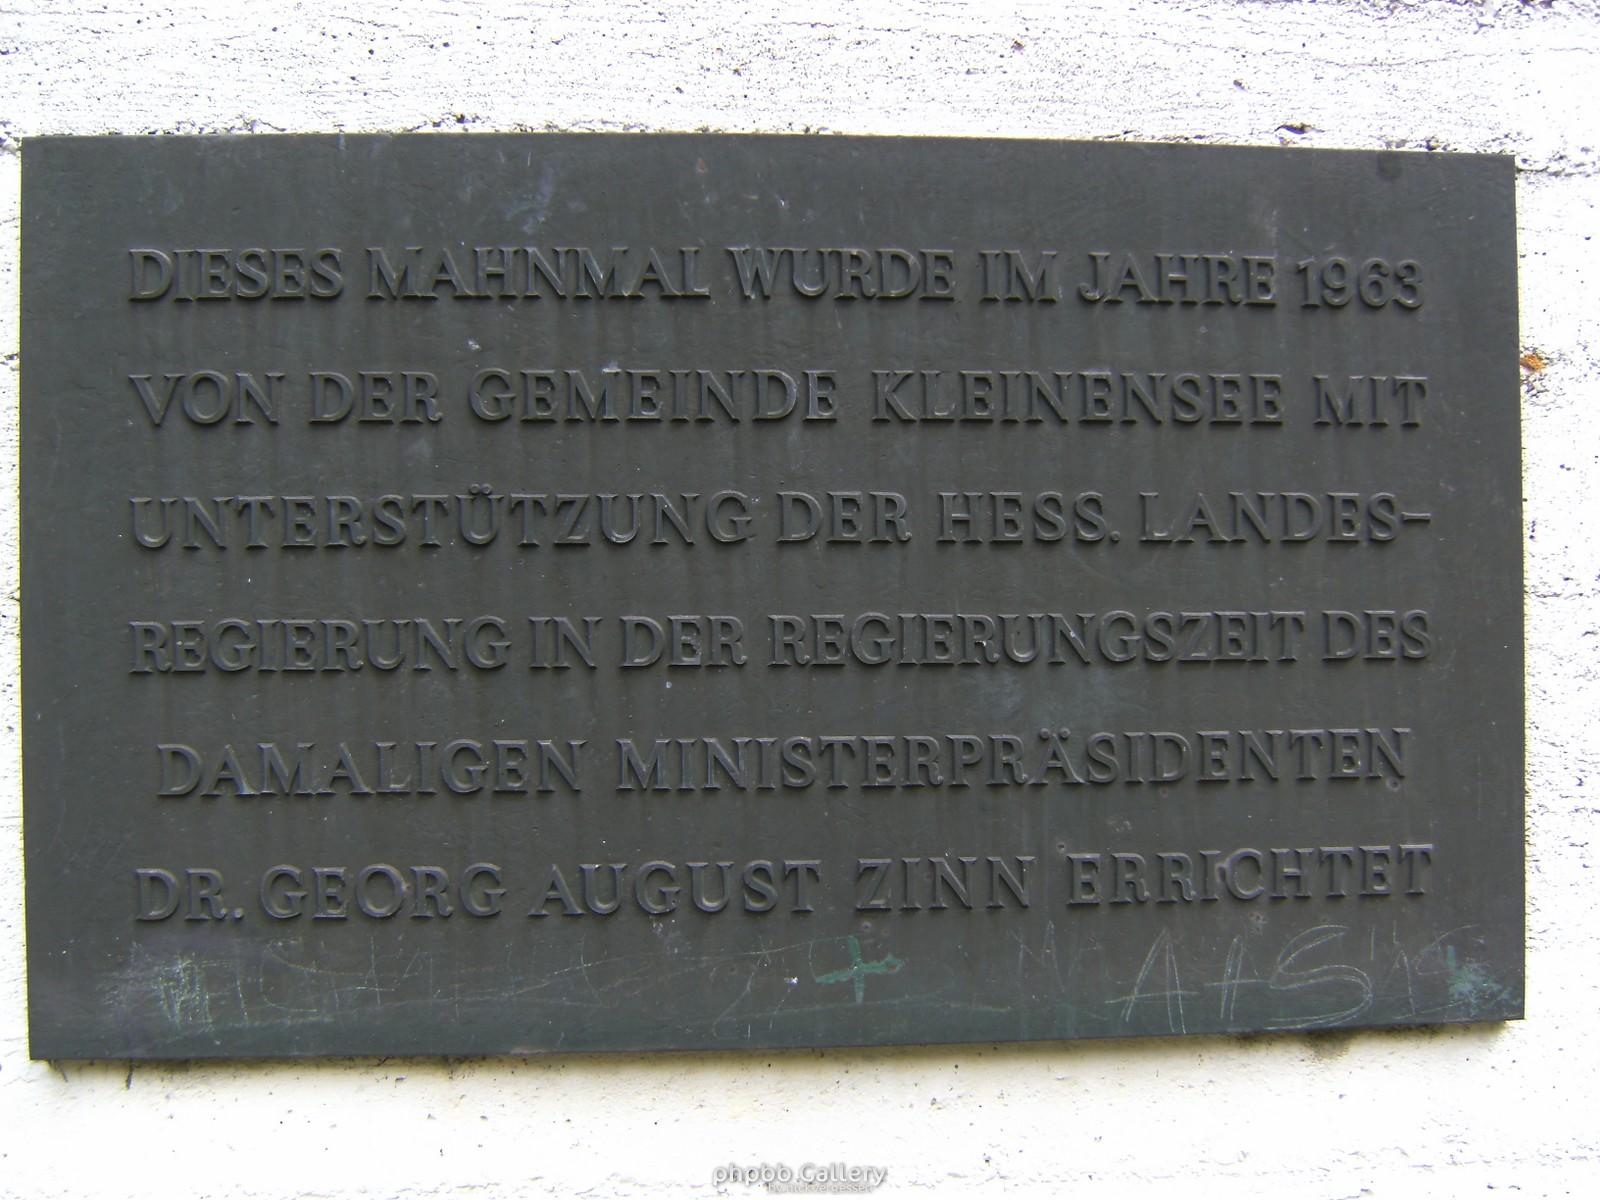 DIESES MAHNMAL WURDE IM JAHRE 1963
VON DER GEMEINDE KLEINENSEE MIT
UNTERSTÜTZUNG DER HESS. LANDES-
REGIERUNG IN DER REGIERUNGSZEIT DES
DAMALIGEN MINISTERPRÄSIDENTEN
DR. GEORG AUGUST ZINN ERRICHTET
phpbb Gallery